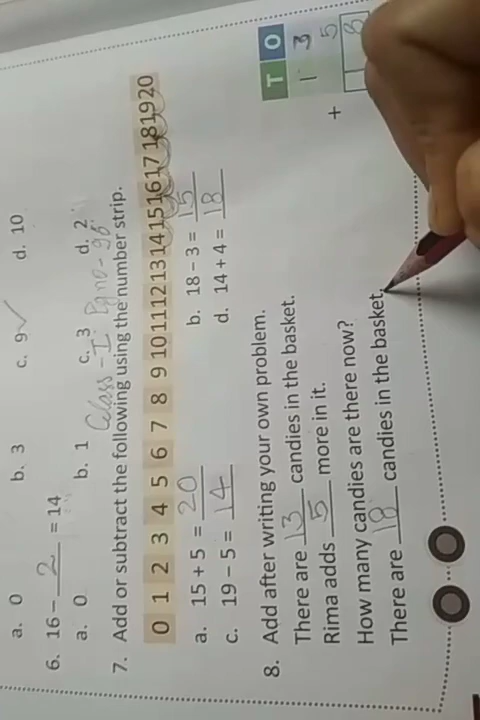 a. 0 b. 3 c. 9 d. 10
6. 16 – 2 = 14
a. 0 b. 1 c. 3 d. 2
Class - I: Pgno - 96
7. Add or subtract the following using the number strip.
0 1 2 3 4 5 6 7 8 9 10 11 12 13 14 15 16 17 18 19 20
a. 15 + 5 = 20 b. 18 – 3 = 15
c. 19 – 5 = 14 d. 14 + 4 = 18
8. Add after writing your own problem.
There are 13 candies in the basket.
Rima adds 5 more in it.
How many candies are there now?
There are 18 candies in the basket.
T O
1 3
+ 5
8